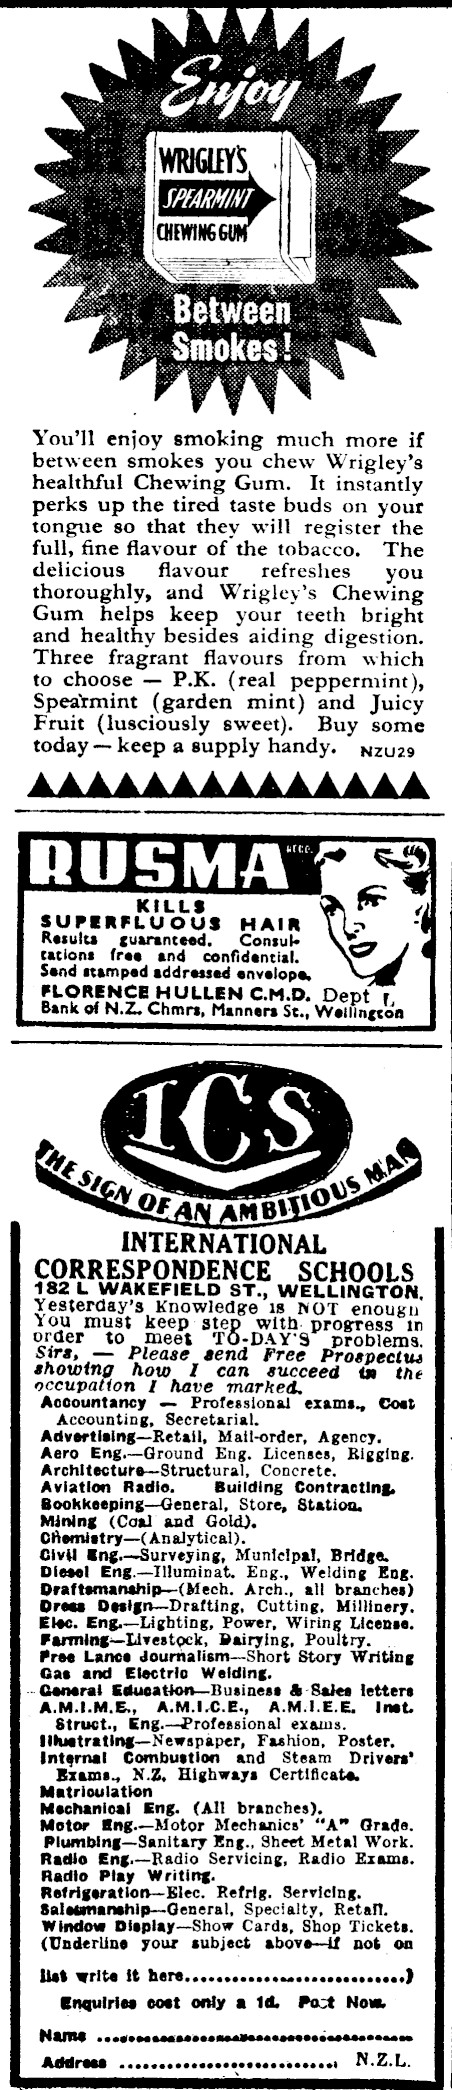 Enjoy
WRIGLEY'S
SPEARMINT
CHEWING GUM
Between
Smokes!
You'll enjoy smoking much more if
between smokes you chew Wrigley's
healthful Chewing Gum. It instantly
perks up the tired taste buds on your
tongue so that they will register the
full, fine flavour of the tobacco. The
delicious flavour refreshes you
thoroughly, and Wrigley's Chewing
Gum helps keep your teeth bright
and healthy besides aiding digestion.
Three fragrant flavours from which
to choose — P.K. (real peppermint),
Spearmint (garden mint) and Juicy
Fruit (lusciously sweet). Buy some
today — keep a supply handy. NZU29
RUSMA REGD.
KILLS
SUPERFLUOUS HAIR
Results guaranteed. Consul-
tations free and confidential.
Send stamped addressed envelope.
FLORENCE HULLEN C.M.D. Dept L
Bank of N.Z. Chmrs, Manners St., Wellington
ICS
THE SIGN OF AN AMBITIOUS MAN
INTERNATIONAL
CORRESPONDENCE SCHOOLS
182 L WAKEFIELD ST., WELLINGTON.
Yesterday's Knowledge is NOT enough
You must keep step with progress in
order to meet TO-DAY'S problems.
Sirs, — Please send Free Prospectus
showing how I can succeed in the
occupation I have marked.
Accountancy — Professional exams., Cost
Accounting, Secretarial.
Advertising—Retail, Mail-order, Agency.
Aero Eng.—Ground Eng. Licenses, Rigging.
Architecture—Structural, Concrete.
Aviation Radio. Building Contracting.
Bookkeeping—General, Store, Station.
Mining (Coal and Gold).
Chemistry—(Analytical).
Civil Eng.—Surveying, Municipal, Bridge.
Diesel Eng.—Illuminat. Eng., Welding Eng.
Draftsmanship—(Mech. Arch., all branches)
Dress Design—Drafting, Cutting, Millinery.
Elec. Eng.—Lighting, Power, Wiring License.
Farming—Livestock, Dairying, Poultry.
Free Lance Journalism—Short Story Writing
Gas and Electric Welding.
General Education—Business & Sales letters
A.M.I.M.E., A.M.I.C.E., A.M.I.E.E. Inst.
Struct., Eng.—Professional exams.
Illustrating—Newspaper, Fashion, Poster.
Internal Combustion and Steam Drivers'
Exams., N.Z. Highways Certificate.
Matriculation
Mechanical Eng. (All branches).
Motor Eng.—Motor Mechanics' "A" Grade.
Plumbing—Sanitary Eng., Sheet Metal Work.
Radio Eng.—Radio Servicing, Radio Exams.
Radio Play Writing.
Refrigeration—Elec. Refrig. Servicing.
Salesmanship—General, Specialty, Retail.
Window Display—Show Cards, Shop Tickets.
(Underline your subject above—if not on
list write it here..............................)
Enquiries cost only a 1d. Post Now.
Name ..........................................
Address ............................. N.Z.L.